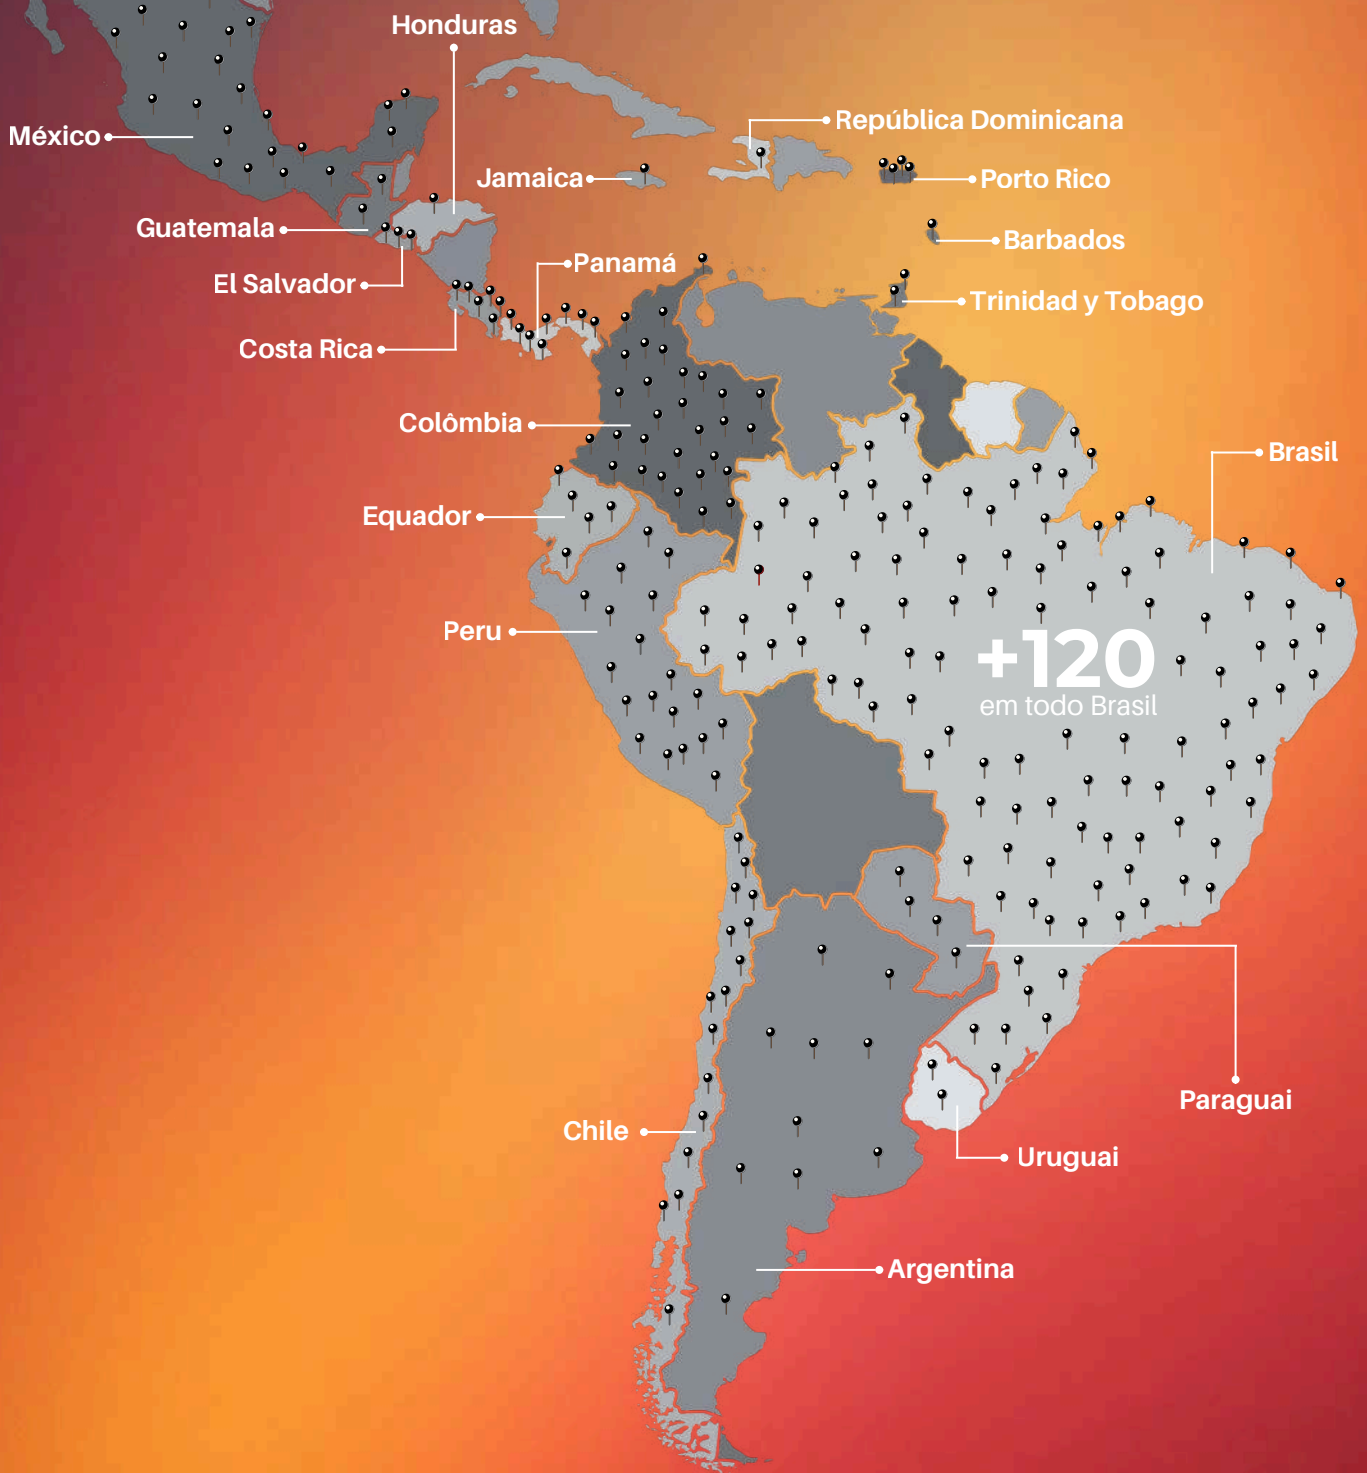 Honduras
República Dominicana
México
Jamaica
Porto Rico
Guatemala
Barbados
El Salvador
Panamá
Trinidad y Tobago
Costa Rica
Colômbia
Brasil
Equador
Peru
+120
em todo Brasil
Paraguai
Chile
Uruguai
Argentina